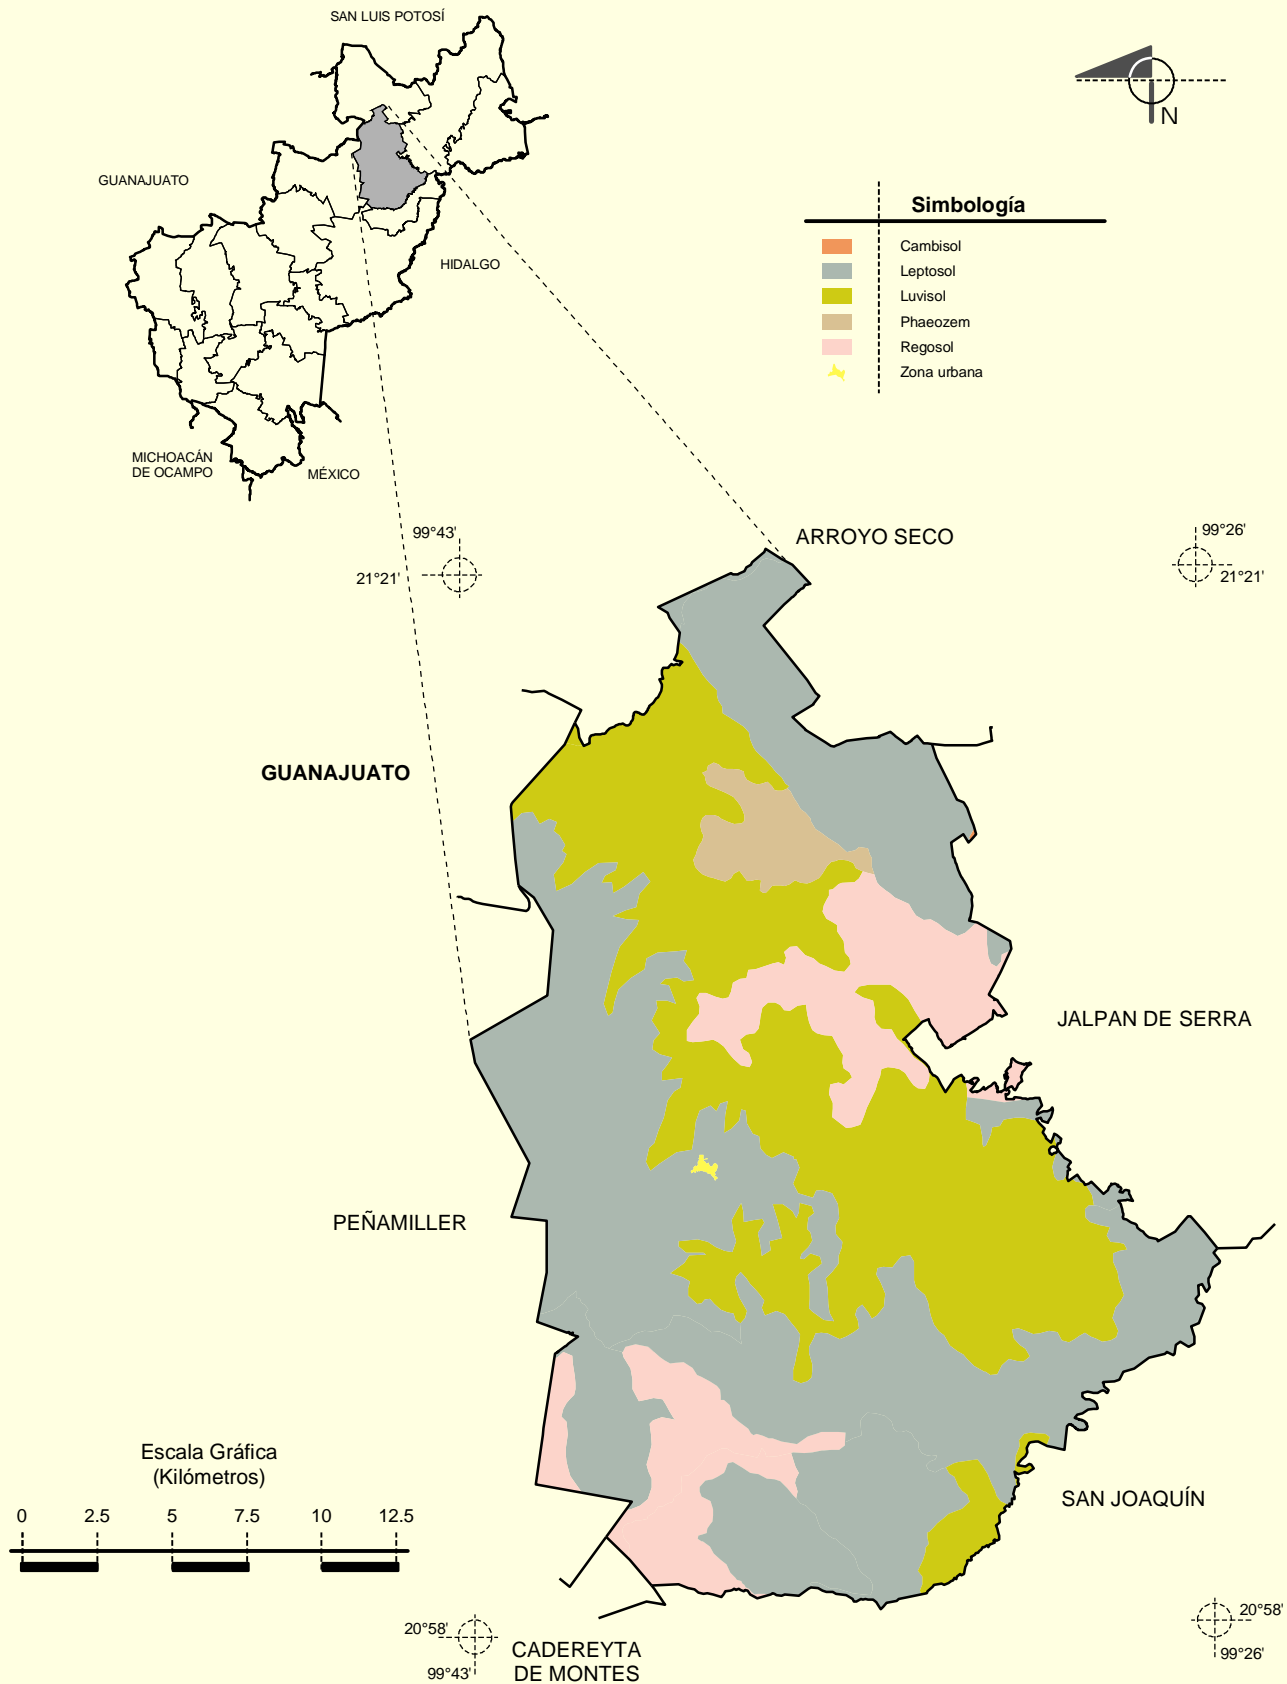 SAN LUIS POTOSÍ
GUANAJUATO
HIDALGO
MICHOACÁN
DE OCAMPO
MÉXICO
N
Simbología
Cambisol
Leptosol
Luvisol
Phaeozem
Regosol
Zona urbana
99°43'
21°21'
ARROYO SECO
99°26'
21°21'
GUANAJUATO
JALPAN DE SERRA
PEÑAMILLER
SAN JOAQUÍN
Escala Gráfica
(Kilómetros)
0 2.5 5 7.5 10 12.5
20°58'
99°43'
CADEREYTA
DE MONTES
20°58'
99°26'